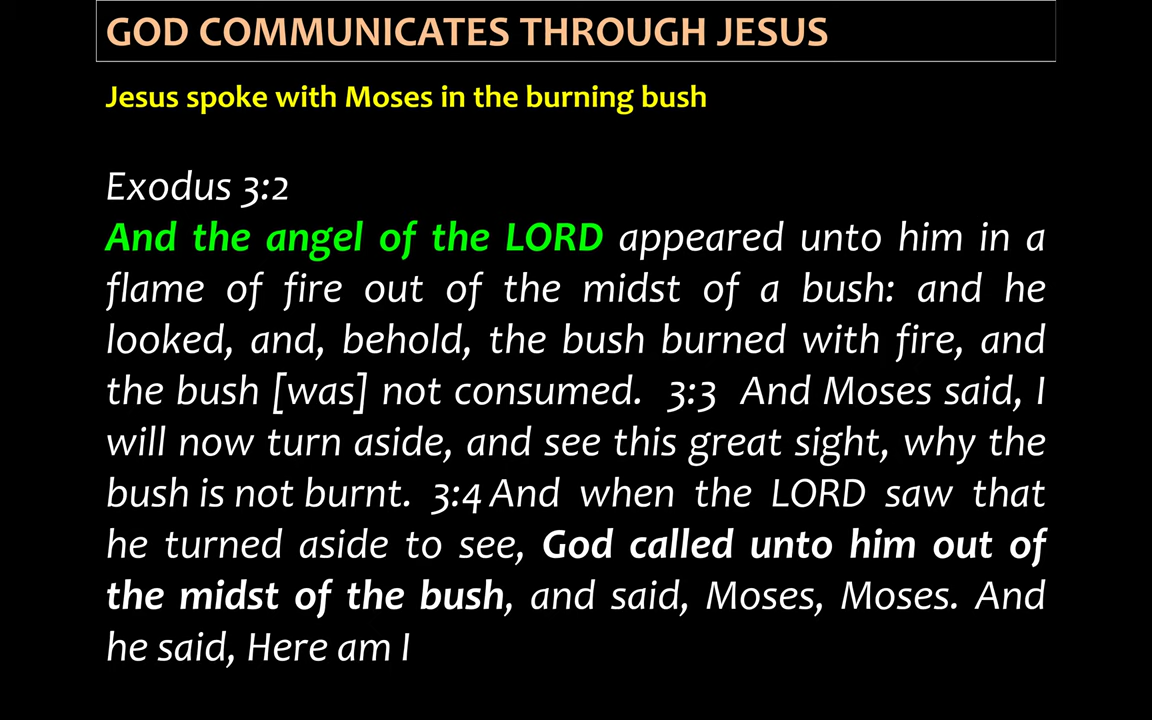 GOD COMMUNICATES THROUGH JESUS
Jesus spoke with Moses in the burning bush
Exodus 3:2
And the angel of the LORD appeared unto him in a
flame of fire out of the midst of a bush: and he
looked, and, behold, the bush burned with fire, and
the bush [was] not consumed. 3:3 And Moses said, I
will now turn aside, and see this great sight, why the
bush is not burnt. 3:4 And when the LORD saw that
he turned aside to see, God called unto him out of
the midst of the bush, and said, Moses, Moses. And
he said, Here am I